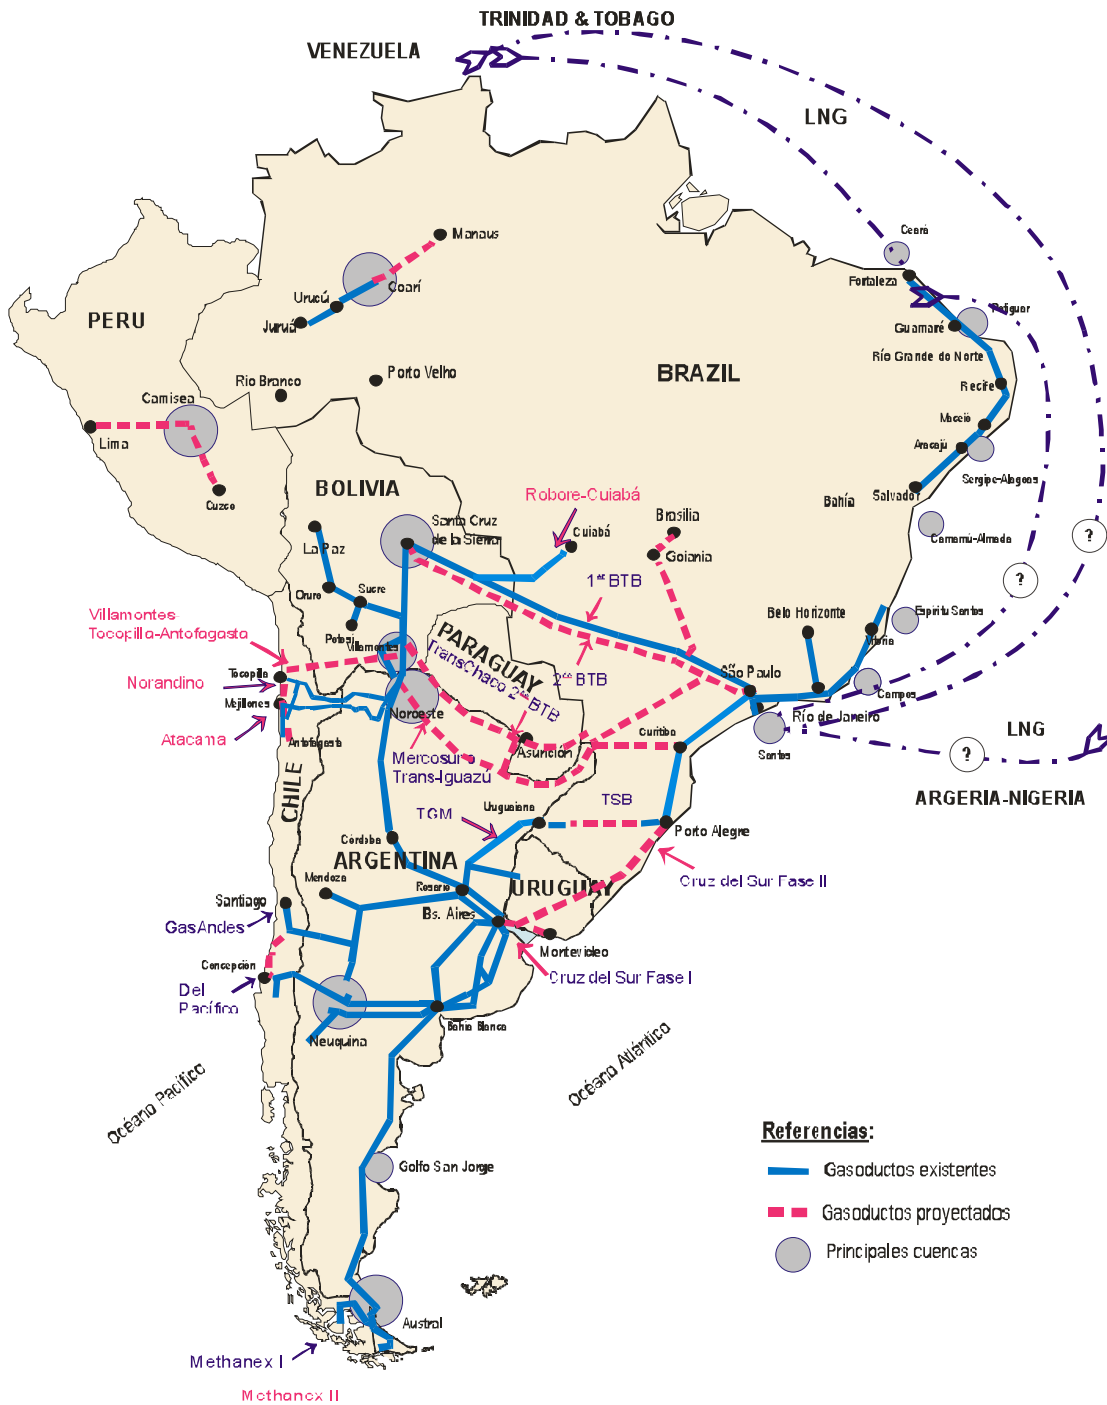 TRINIDAD & TOBAGO
VENEZUELA
LNG
Ceará
Manaus
Fortaleza
Coarí
Urucú
Potiguar
Juruá
Guamaré
PERU
Río Grande do Norte
BRAZIL
Porto Velho
Rio Branco
Recife
Camisea
Maceió
Lima
Aracajú
Sergipe-Alagoas
BOLIVIA
Salvador
Bahía
Robore-Cuiabá
Cuzco
Brasilia
Santa Cruz
de la Sierra
Cuiabá
Camamú-Almada
?
La Paz
Goiania
1er BTB
?
Oruro
Sucre
Villamontes-
Tocopilla-Antofagasta
Belo Horizonte
Espiritu Santos
Potosí
Villamontes
PARAGUAY
Vitória
TransChaco 2do BTB
2do BTB
Tocopilla
São Paulo
Norandino
Campos
Mejillones
Noroeste
Río de Janeiro
Atacama
Antofagasta
Asunción
Curitiba
Santos
LNG
?
Mercosur o
Trans-Iguazú
CHILE
ARGERIA-NIGERIA
TSB
Uruguaiana
TGM
Porto Alegre
Córdoba
ARGENTINA
Mendoza
Rosario
URUGUAY
Cruz del Sur Fase II
Santiago
Bs. Aires
GasAndes
Montevideo
Concepción
Cruz del Sur Fase I
Del
Pacífico
Neuquina
Bahía Blanca
Océano Pacífico
Océano Atlántico
Referencias:
Golfo San Jorge
Gasoductos existentes
Gasoductos proyectados
Principales cuencas
Austral
Methanex I
Methanex II